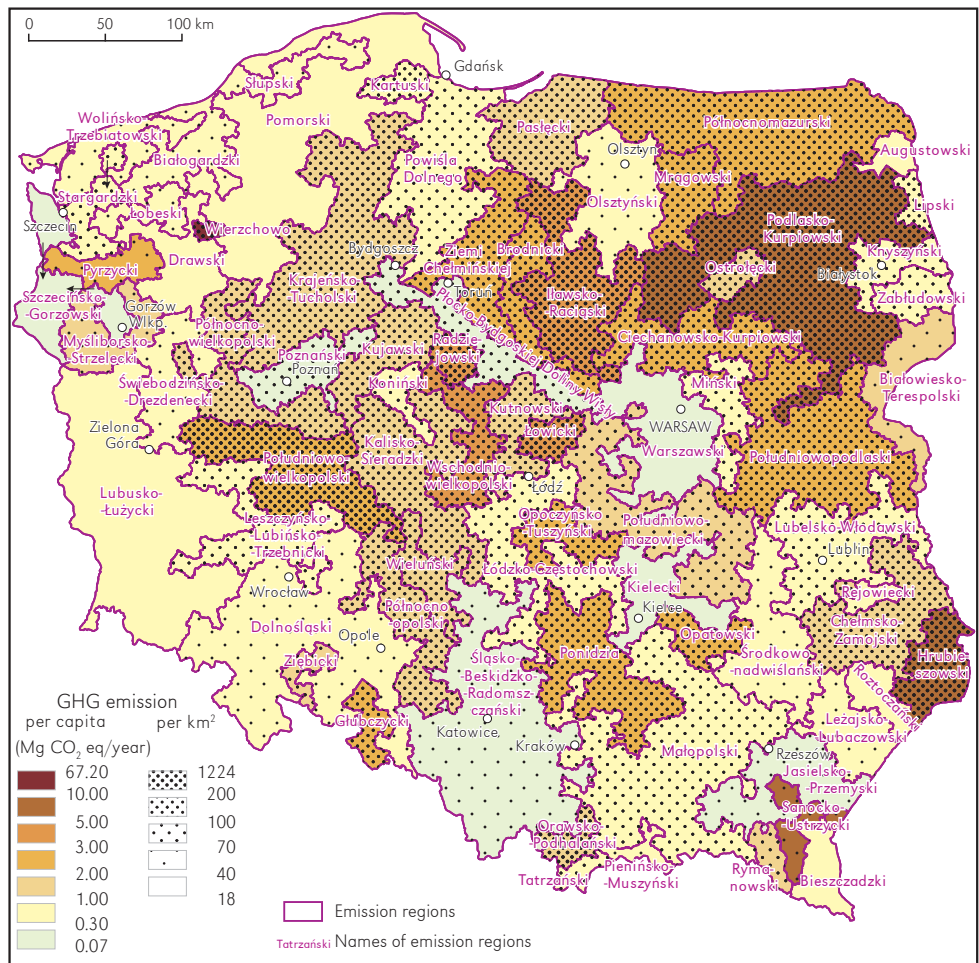 0 50 100 km
Gdańsk
Słupski
Kartuski
Wolińsko-
Trzebiatowski
Pomorski
Pasłęcki
Północnomazurski
Białogardzki
Powiśla
Dolnego
Olsztyn
Augustowski
Mrągowski
Stargardzki
Łobeski
Olsztyński
Lipski
Szczecin
Wierzchowo
Podlasko-
Kurpiowski
Bydgoszcz
Ziemi
Chełmińskiej
Brodnicki
Knyszyński
Drawski
Pyrzycki
Ostrołęcki
Białystok
Krajeńsko-
-Tucholski
Toruń
Iławsko-
Raciąski
Zabłudowski
Szczecińsko-
Gorzowski
Gorzów
Wlkp.
Płocko-Bydgoskiej Doliny Wisły
Myśliborsko-
Strzelecki
Północno-
wielkopolski
Poznański
Poznań
Kujawski
Radzie-
jowski
Ciechanowsko-Kurpiowski
Świebodzińsko-
-Drezdenecki
Koniński
Miński
Białowiesko-
Terespolski
Kutnowski
WARSAW
Zielona
Góra
Łowicki
Kalisko-
Sieradzki
Warszawski
Południowo-
wielkopolski
Wschodnio-
wielkopolski
Południowopodlaski
Łódź
Lubusko-
-Łużycki
Leszczyńsko-
-Lubińsko-
-Trzebnicki
Opoczyńsko
Tuszyński
Południowo-
mazowiecki
Lubelsko-Włodawski
Lublin
Wieluński
Łódzko-Częstochowski
Kielecki
Rejowiecki
Wrocław
Północno
opolski
Kielce
Chełmsko-
Zamojski
Dolnośląski
Opole
Opatowski
Ziębicki
Śląsko-
-Beskidzko-
-Radomsz-
czański
Ponidzia
Środkowo
-nadwiślański
Hrubie-
szowski
Roztoczański
Głubczycki
Katowice
Kraków
Małopolski
Leżajsko-
Lubaczowski
Rzeszów
Jasielsko-
-Przemyski
Sanocko-
-Ustrzycki
Orawsko-
Podhalański
Tatrzański
Pienińsko-
-Muszyński
Ryma-
nowski
Bieszczadzki
GHG emission
per capita per km²
(Mg CO₂ eq/year)
67.20 1224
10.00 200
5.00 100
3.00 70
2.00 40
1.00 18
0.30
0.07
Emission regions
Tatrzański Names of emission regions